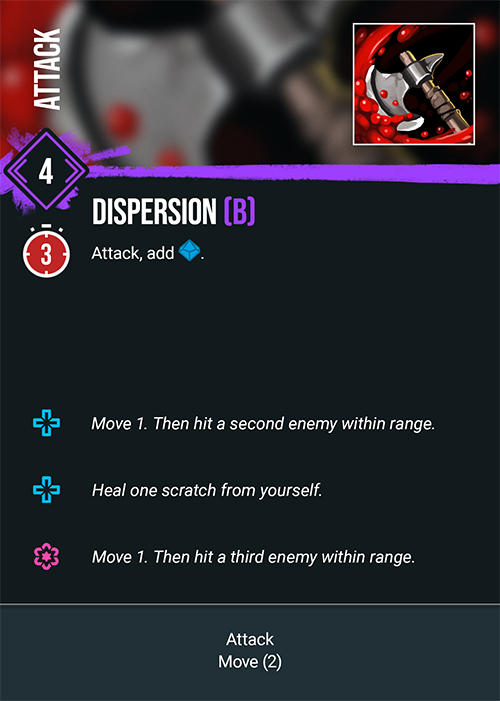 ATTACK
4
DISPERSION (B)
3
Attack, add .
Move 1. Then hit a second enemy within range.
Heal one scratch from yourself.
Move 1. Then hit a third enemy within range.
Attack
Move (2)